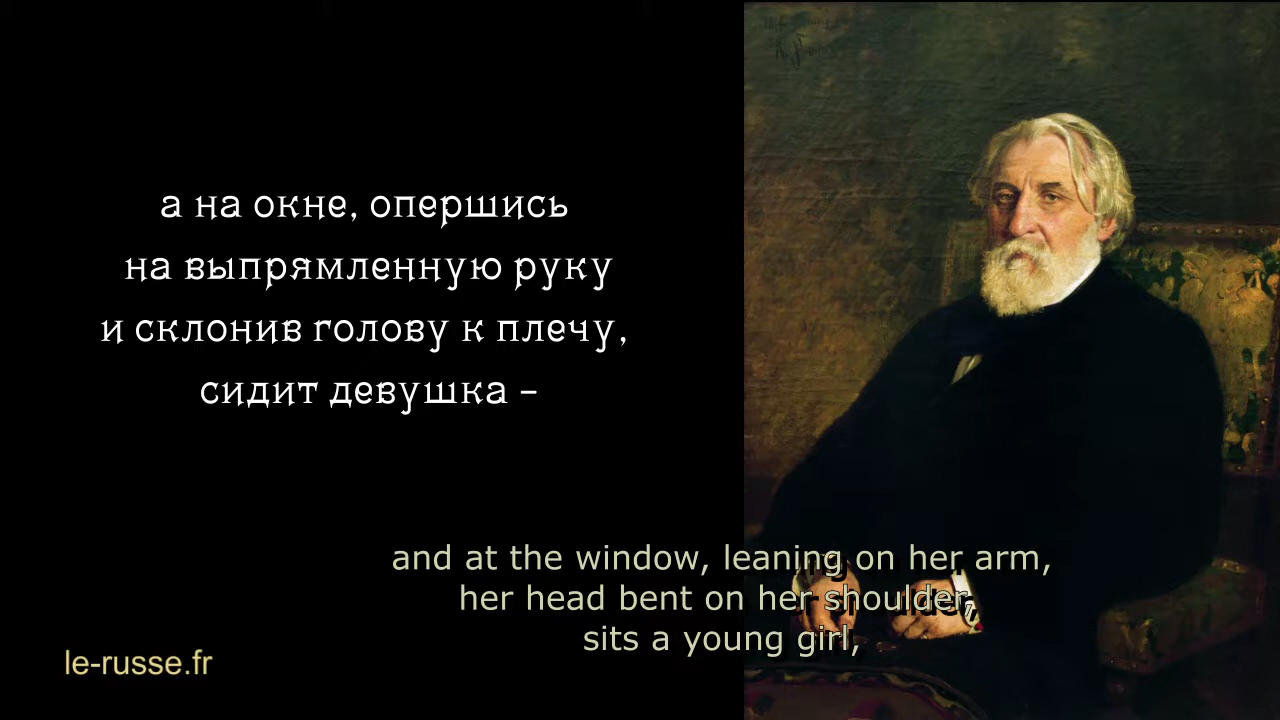 а на окне, опершись
на выпрямленную руку
и склонив голову к плечу,
сидит девушка –
and at the window, leaning on her arm,
her head bent on her shoulder,
sits a young girl,
le-russe.fr